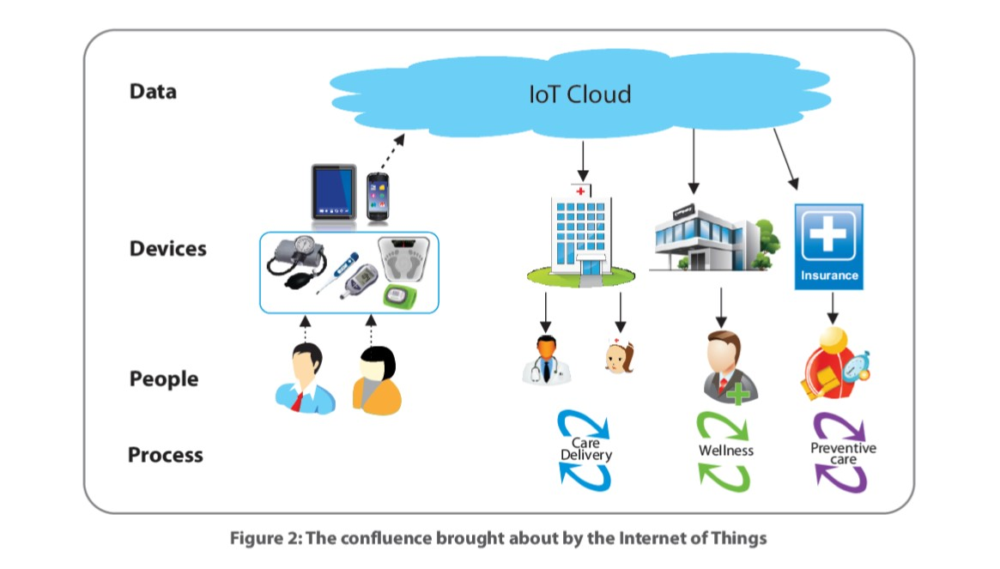 Data
IoT Cloud
Devices
Insurance
People
Process
Care
Delivery
Wellness
Preventive
care
Figure 2: The confluence brought about by the Internet of Things